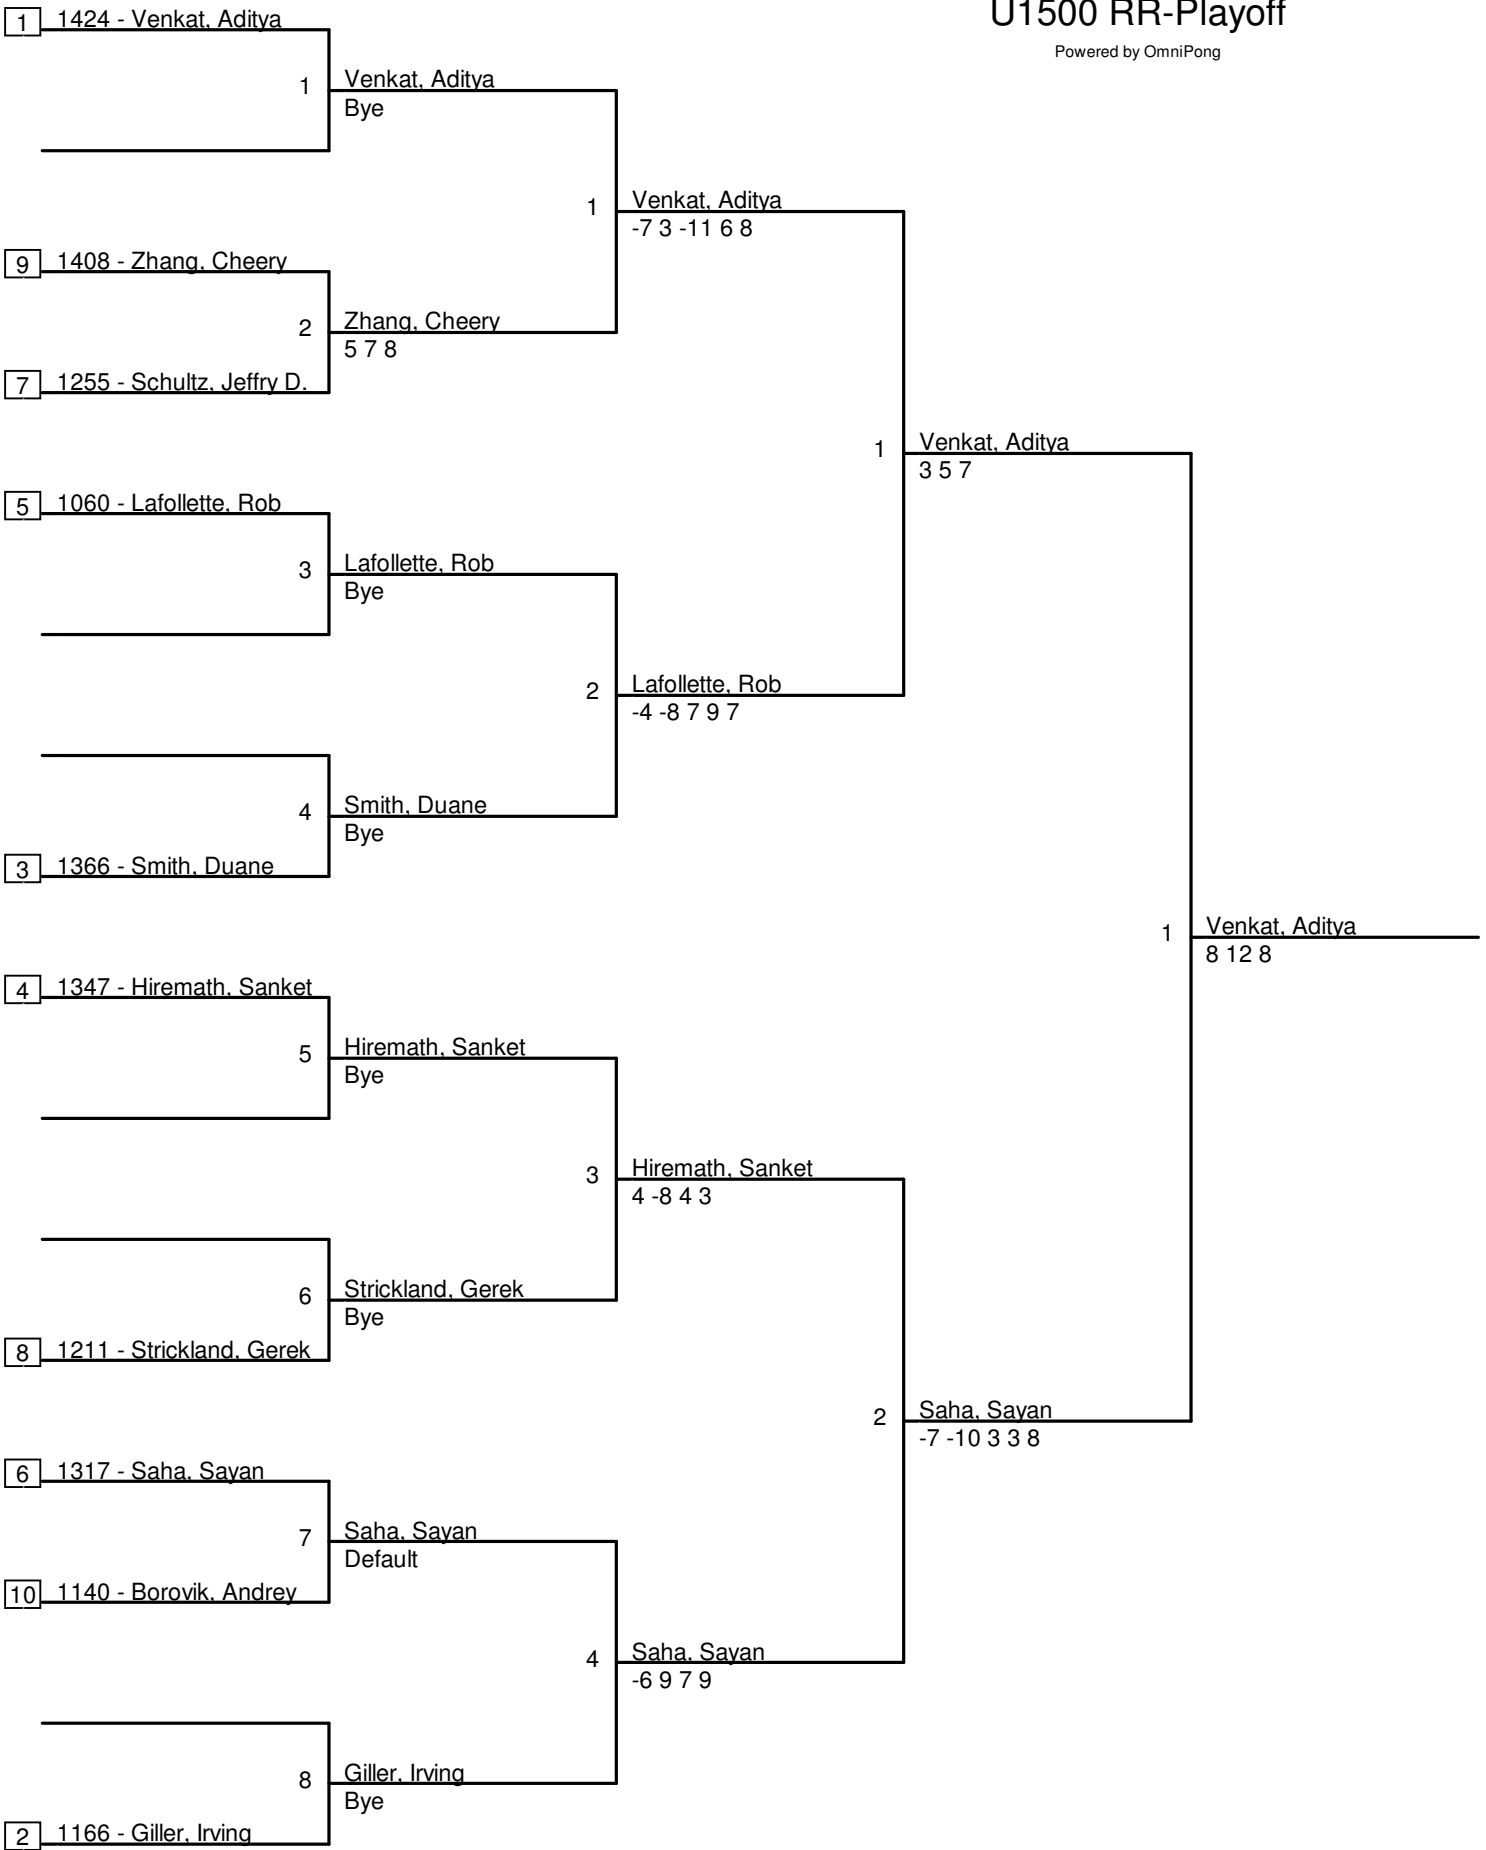 U1500 RR-Playoff
Powered by OmniPong
1 1424 - Venkat, Aditya
1 Venkat, Aditya
Bye
1 Venkat, Aditya
-7 3 -11 6 8
9 1408 - Zhang, Cheery
2 Zhang, Cheery
5 7 8
7 1255 - Schultz, Jeffry D.
1 Venkat, Aditya
3 5 7
5 1060 - Lafollette, Rob
3 Lafollette, Rob
Bye
2 Lafollette, Rob
-4 -8 7 9 7
4 Smith, Duane
Bye
3 1366 - Smith, Duane
1 Venkat, Aditya
8 12 8
4 1347 - Hiremath, Sanket
5 Hiremath, Sanket
Bye
3 Hiremath, Sanket
4 -8 4 3
6 Strickland, Gerek
Bye
8 1211 - Strickland, Gerek
2 Saha, Sayan
-7 -10 3 3 8
6 1317 - Saha, Sayan
7 Saha, Sayan
Default
10 1140 - Borovik, Andrey
4 Saha, Sayan
-6 9 7 9
8 Giller, Irving
Bye
2 1166 - Giller, Irving